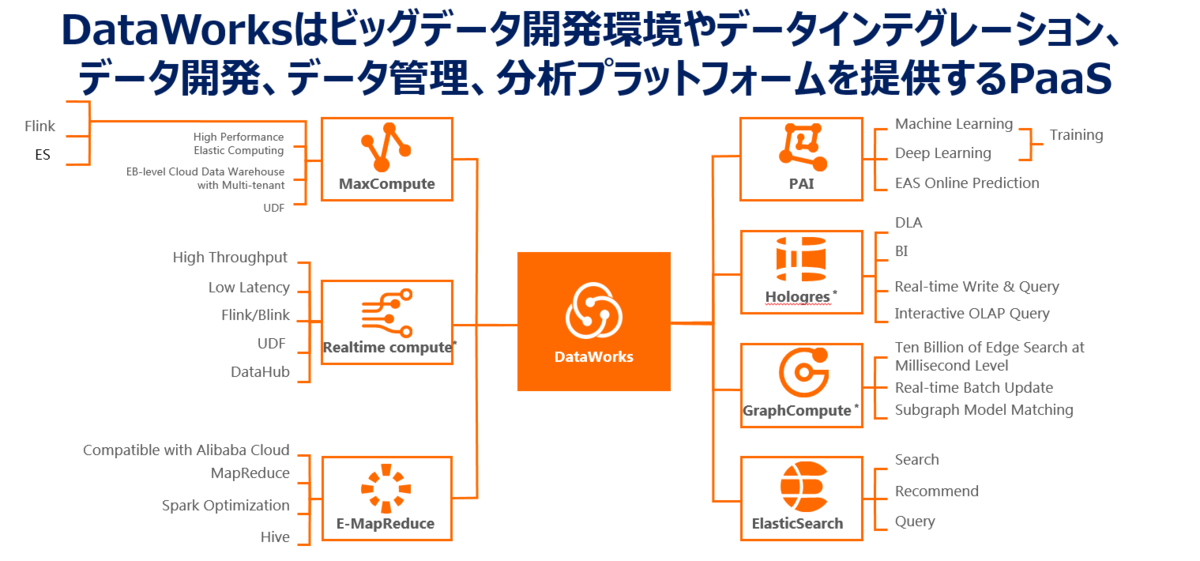 DataWorksはビッグデータ開発環境やデータインテグレーション、
データ開発、データ管理、分析プラットフォームを提供するPaaS
Flink
ES
High Performance
Elastic Computing
EB-level Cloud Data Warehouse
with Multi-tenant
UDF
MaxCompute
High Throughput
Low Latency
Flink/Blink
UDF
DataHub
Realtime compute*
Compatible with Alibaba Cloud
MapReduce
Spark Optimization
Hive
E-MapReduce
DataWorks
PAI
Machine Learning
Deep Learning
Training
EAS Online Prediction
Hologres*
DLA
BI
Real-time Write & Query
Interactive OLAP Query
GraphCompute*
Ten Billion of Edge Search at
Millisecond Level
Real-time Batch Update
Subgraph Model Matching
ElasticSearch
Search
Recommend
Query